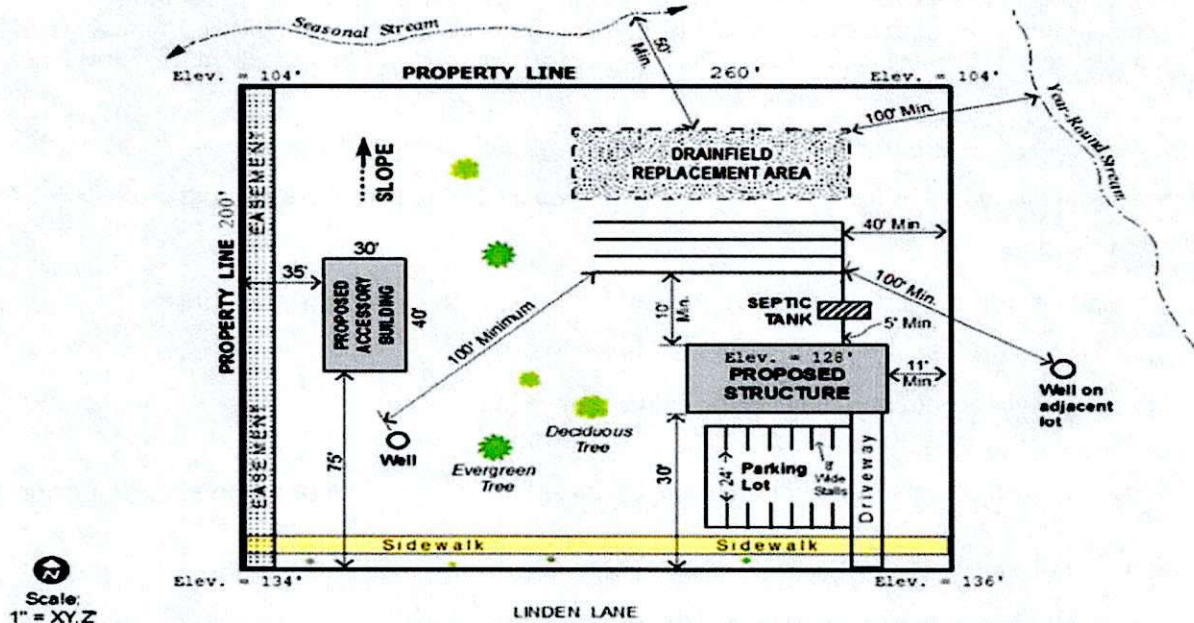 Seasonal Stream
50' Min.
Elev. = 104'
PROPERTY LINE 260'
Elev. = 104'
100' Min.
Year-Round Stream
EASEMENT
SLOPE
DRAINFIELD
REPLACEMENT AREA
PROPERTY LINE 200'
30'
40' Min.
35'
PROPOSED
ACCESSORY
BUILDING
40'
100' Minimum
10' Min.
SEPTIC
TANK
100' Min.
5' Min.
Elev. = 128'
PROPOSED
STRUCTURE
11'
Min.
Well on
adjacent
lot
EASEMENT
75'
Well
Deciduous
Tree
Evergreen
Tree
30'
24'
Parking
Lot
8'
Wide
Stalls
Driveway
Sidewalk
Sidewalk
Elev. = 134'
Elev. = 136'
N
Scale:
1" = XY.Z'
LINDEN LANE